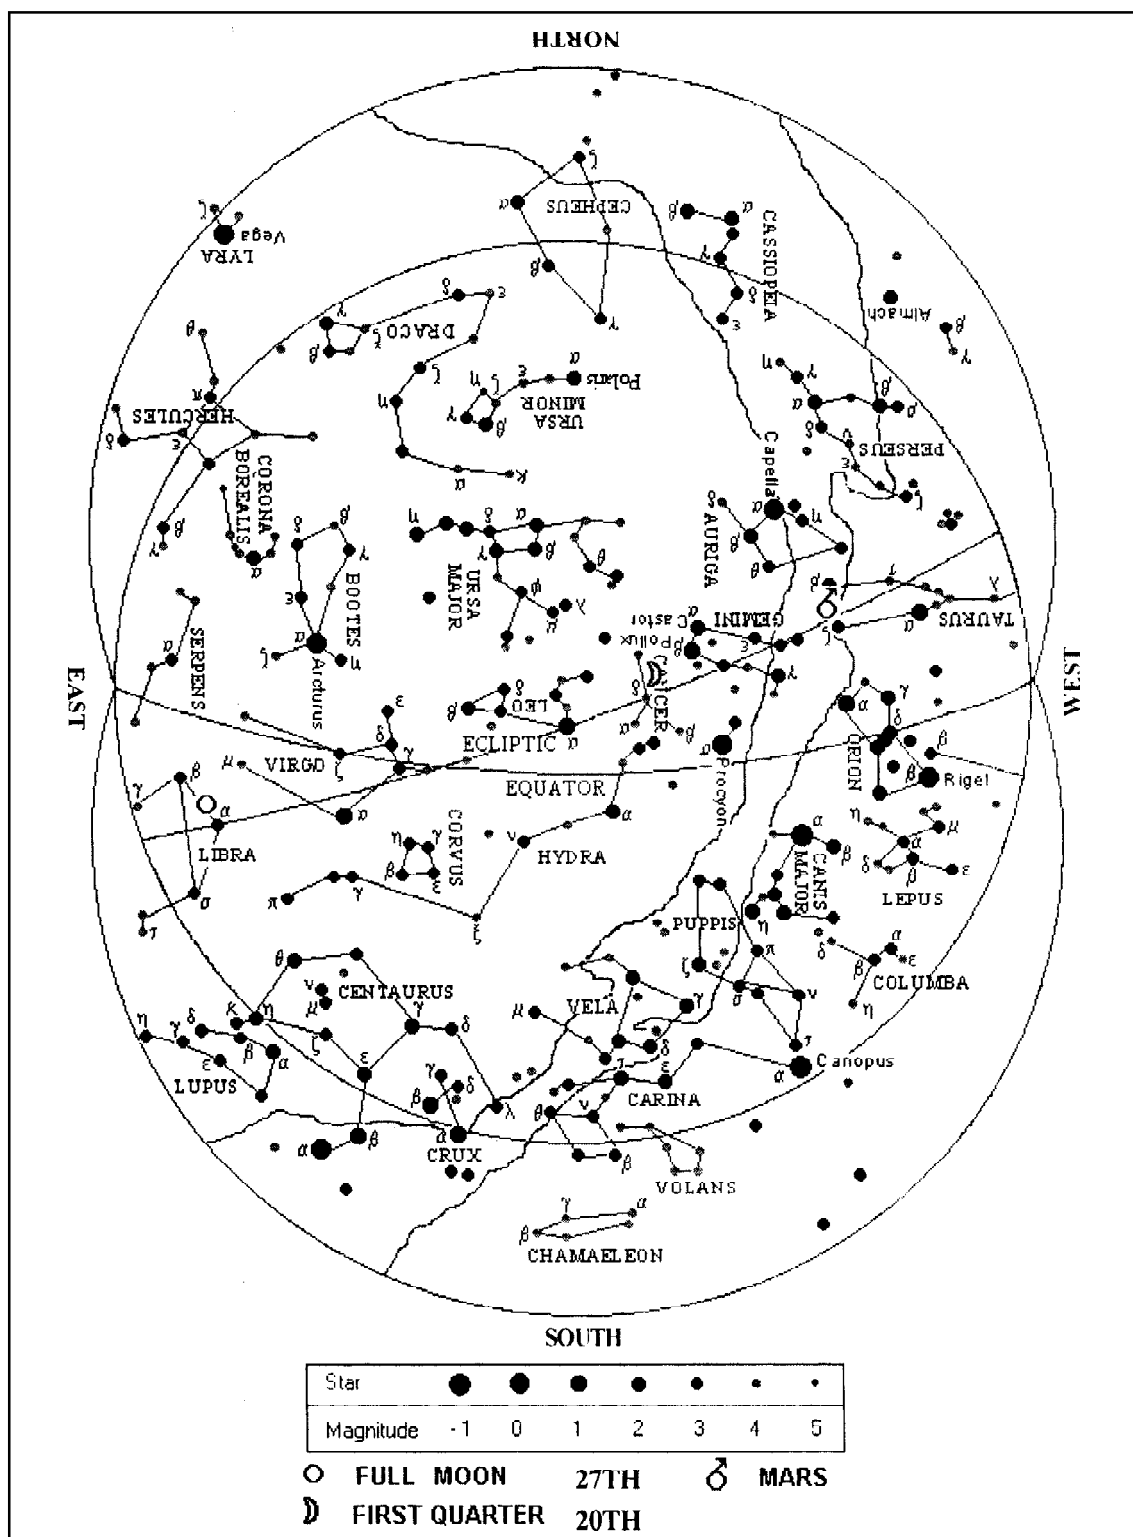 NORTH
ζ
α
CEPHEUS
β
γ
β
α
CASSIOPEIA
γ
δ
ε
ζ
Vega
LYRA
δ
ε
γ
DRACO
ξ
β
ζ
η
α
κ
Almach
β
γ
θ
π
HERCULES
δ
ε
β
γ
α
Polaris
ε
ζ
η
URSA
MINOR
γ
β
η
γ
α
β
ρ
δ
ν
PERSEUS
ε
ζ
CORONA
BOREALIS
α
δ
β
γ
BOOTES
ε
α
ζ
η
Arcturus
η
δ
α
γ
β
θ
URSA
MAJOR
ψ
λ
μ
Capella
α
δ
η
AURIGA
β
θ
β
τ
λ
TAURUS
α
ζ
α
Castor
GEMINI
β
Pollux
ε
γ
SERPENS
α
EAST
WEST
CANCER
δ
α
β
δ
LEO
β
α
ECLIPTIC
ε
δ
γ
VIRGO
ζ
μ
α
EQUATOR
α
Procyon
α
γ
δ
ORION
β
β
Rigel
γ
β
α
LIBRA
σ
τ
CORVUS
η
γ
β
ε
ν
HYDRA
α
π
γ
ξ
α
β
CANIS
MAJOR
η
η
μ
α
δ
β
ε
LEPUS
PUPPIS
ζ
π
σ
ν
τ
δ
α
β
ε
COLUMBA
η
θ
ν
CENTAURUS
μ
κ
η
γ
δ
ζ
ε
η
γ
δ
β
α
ε
LUPUS
μ
VELA
γ
δ
ε
α
Canopus
CARINA
γ
β
δ
λ
θ
ν
β
α
β
α
CRUX
VOLANS
γ
α
β
CHAMAELEON
SOUTH
Star
Magnitude -1 0 1 2 3 4 5
FULL MOON 27TH ♂ MARS
FIRST QUARTER 20TH